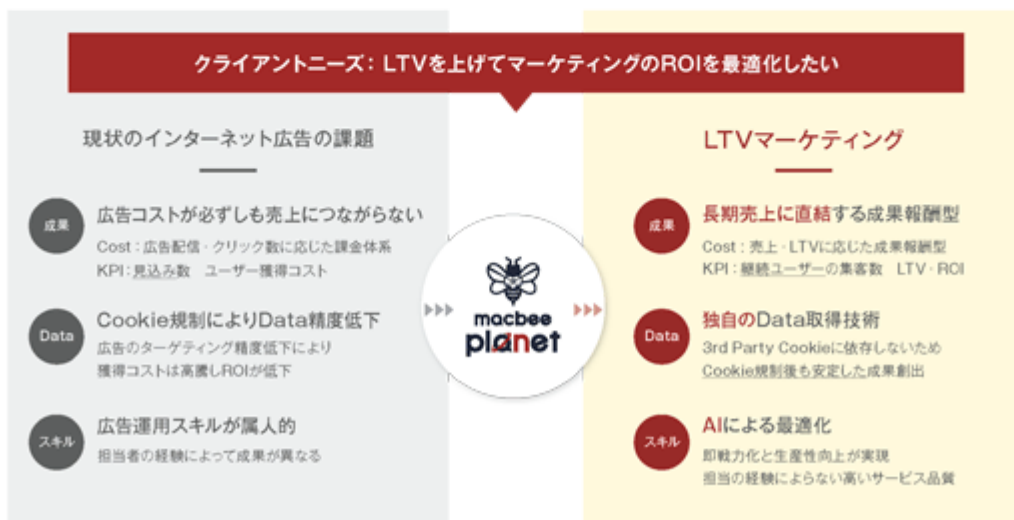 クライアントニーズ：LTVを上げてマーケティングのROIを最適化したい
現状のインターネット広告の課題
成果
広告コストが必ずしも売上につながらない
Cost：広告配信・クリック数に応じた課金体系
KPI：見込み数　ユーザー獲得コスト
Data
Cookie規制によりData精度低下
広告のターゲティング精度低下により
獲得コストは高騰しROIが低下
スキル
広告運用スキルが属人的
担当者の経験によって成果が異なる
macbee
planet
LTVマーケティング
成果
長期売上に直結する成果報酬型
Cost：売上・LTVに応じた成果報酬型
KPI：継続ユーザーの集客数　LTV・ROI
Data
独自のData取得技術
3rd Party Cookieに依存しないため
Cookie規制後も安定した成果創出
スキル
AIによる最適化
即戦力化と生産性向上が実現
担当の経験によらない高いサービス品質